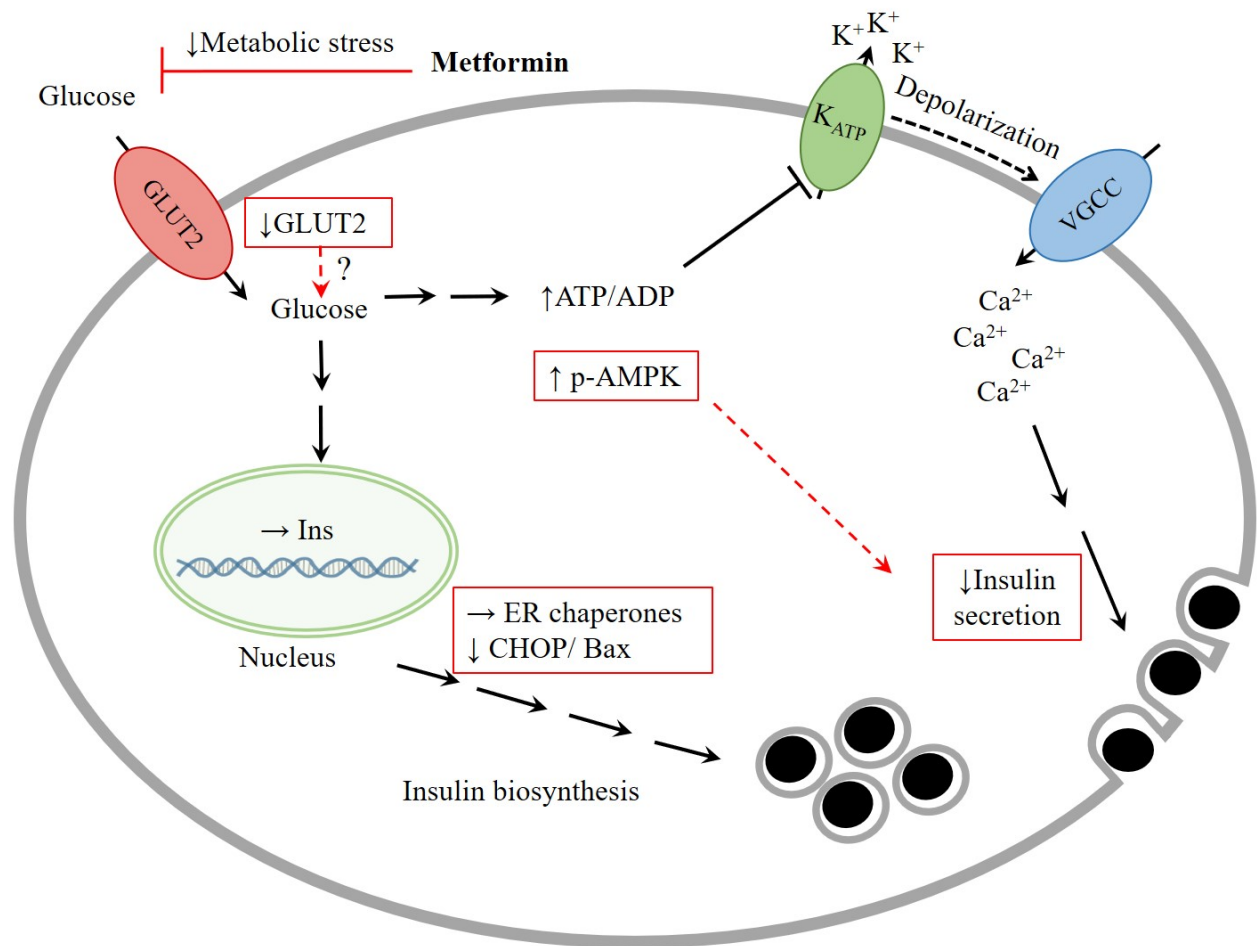 K⁺ K⁺
K⁺
↓Metabolic stress
Metformin
Glucose
K_ATP
Depolarization
GLUT2
VGCC
↓GLUT2
?
Glucose
↑ATP/ADP
Ca²⁺
Ca²⁺
Ca²⁺
Ca²⁺
↑ p-AMPK
→ Ins
Nucleus
→ ER chaperones
↓ CHOP/ Bax
↓Insulin
secretion
Insulin biosynthesis